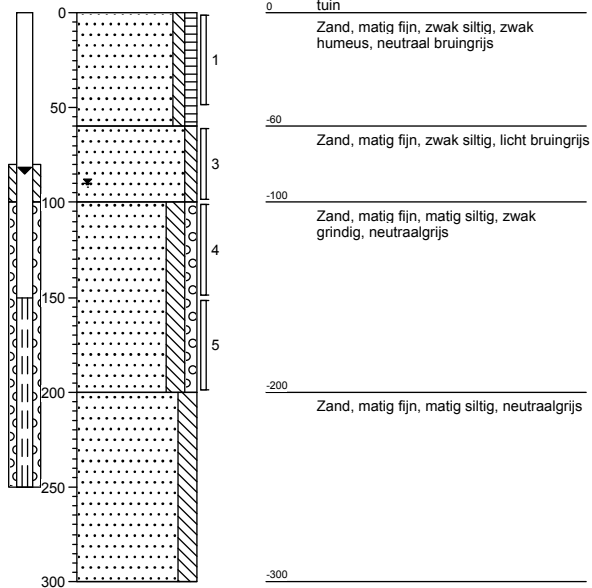 0
50
100
150
200
250
300
1
3
4
5
0
tuin
Zand, matig fijn, zwak siltig, zwak
humeus, neutraal bruingrijs
-60
Zand, matig fijn, zwak siltig, licht bruingrijs
-100
Zand, matig fijn, matig siltig, zwak
grindig, neutraalgrijs
-200
Zand, matig fijn, matig siltig, neutraalgrijs
-300